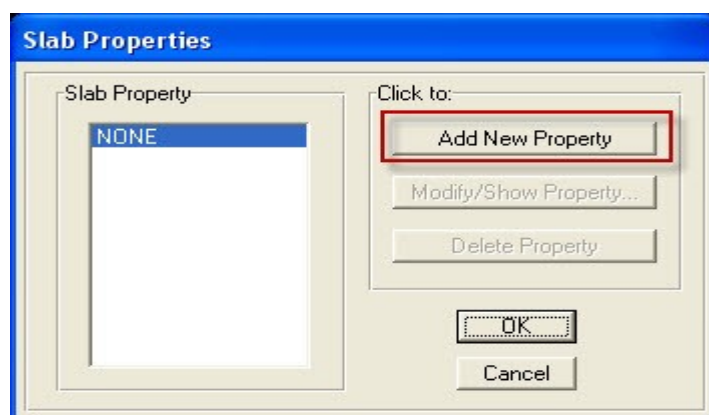 Slab Properties
Slab Property
NONE
Click to:
Add New Property
Modify/Show Property...
Delete Property
OK
Cancel